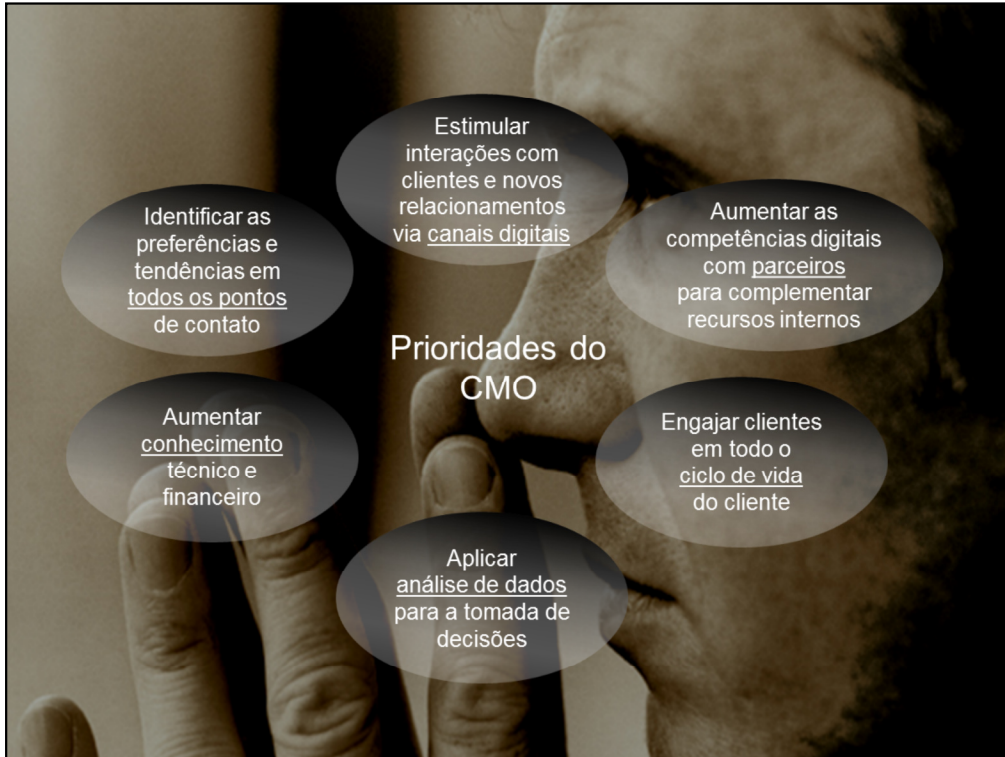 Estimular
interações com
clientes e novos
relacionamentos
via canais digitais
Identificar as
preferências e
tendências em
todos os pontos
de contato
Aumentar as
competências digitais
com parceiros
para complementar
recursos internos
Prioridades do
CMO
Aumentar
conhecimento
técnico e
financeiro
Engajar clientes
em todo o
ciclo de vida
do cliente
Aplicar
análise de dados
para a tomada de
decisões